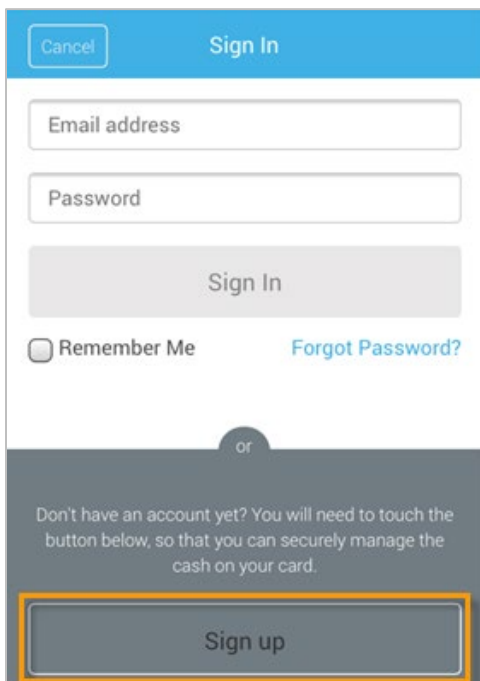 Cancel Sign In
Email address
Password
Sign In
Remember Me Forgot Password?
or
Don't have an account yet? You will need to touch the
button below, so that you can securely manage the
cash on your card.
Sign up